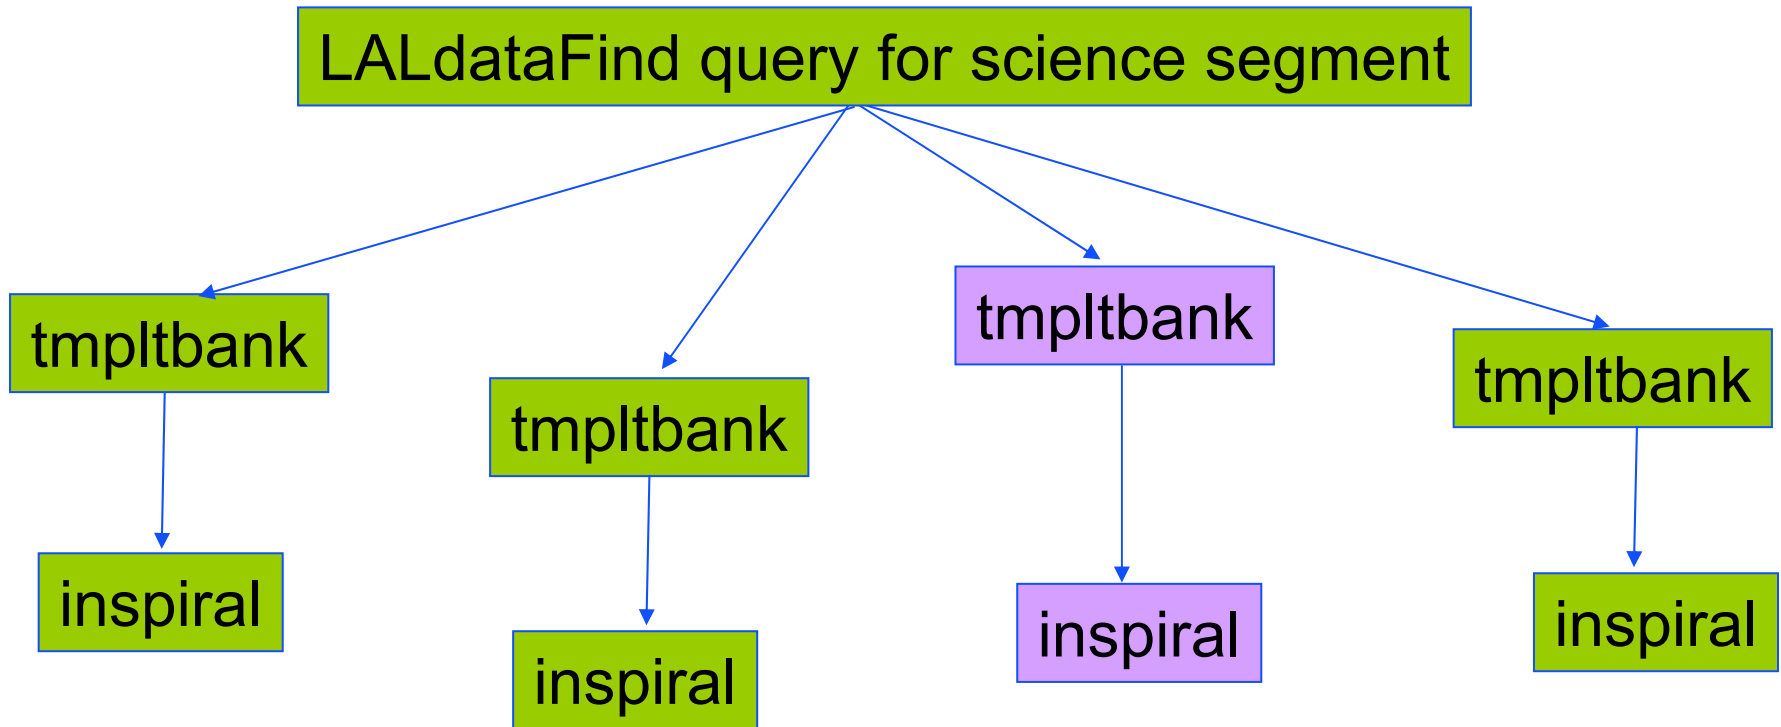 LALdataFind query for science segment
tmpltbank
tmpltbank
tmpltbank
tmpltbank
inspiral
inspiral
inspiral
inspiral